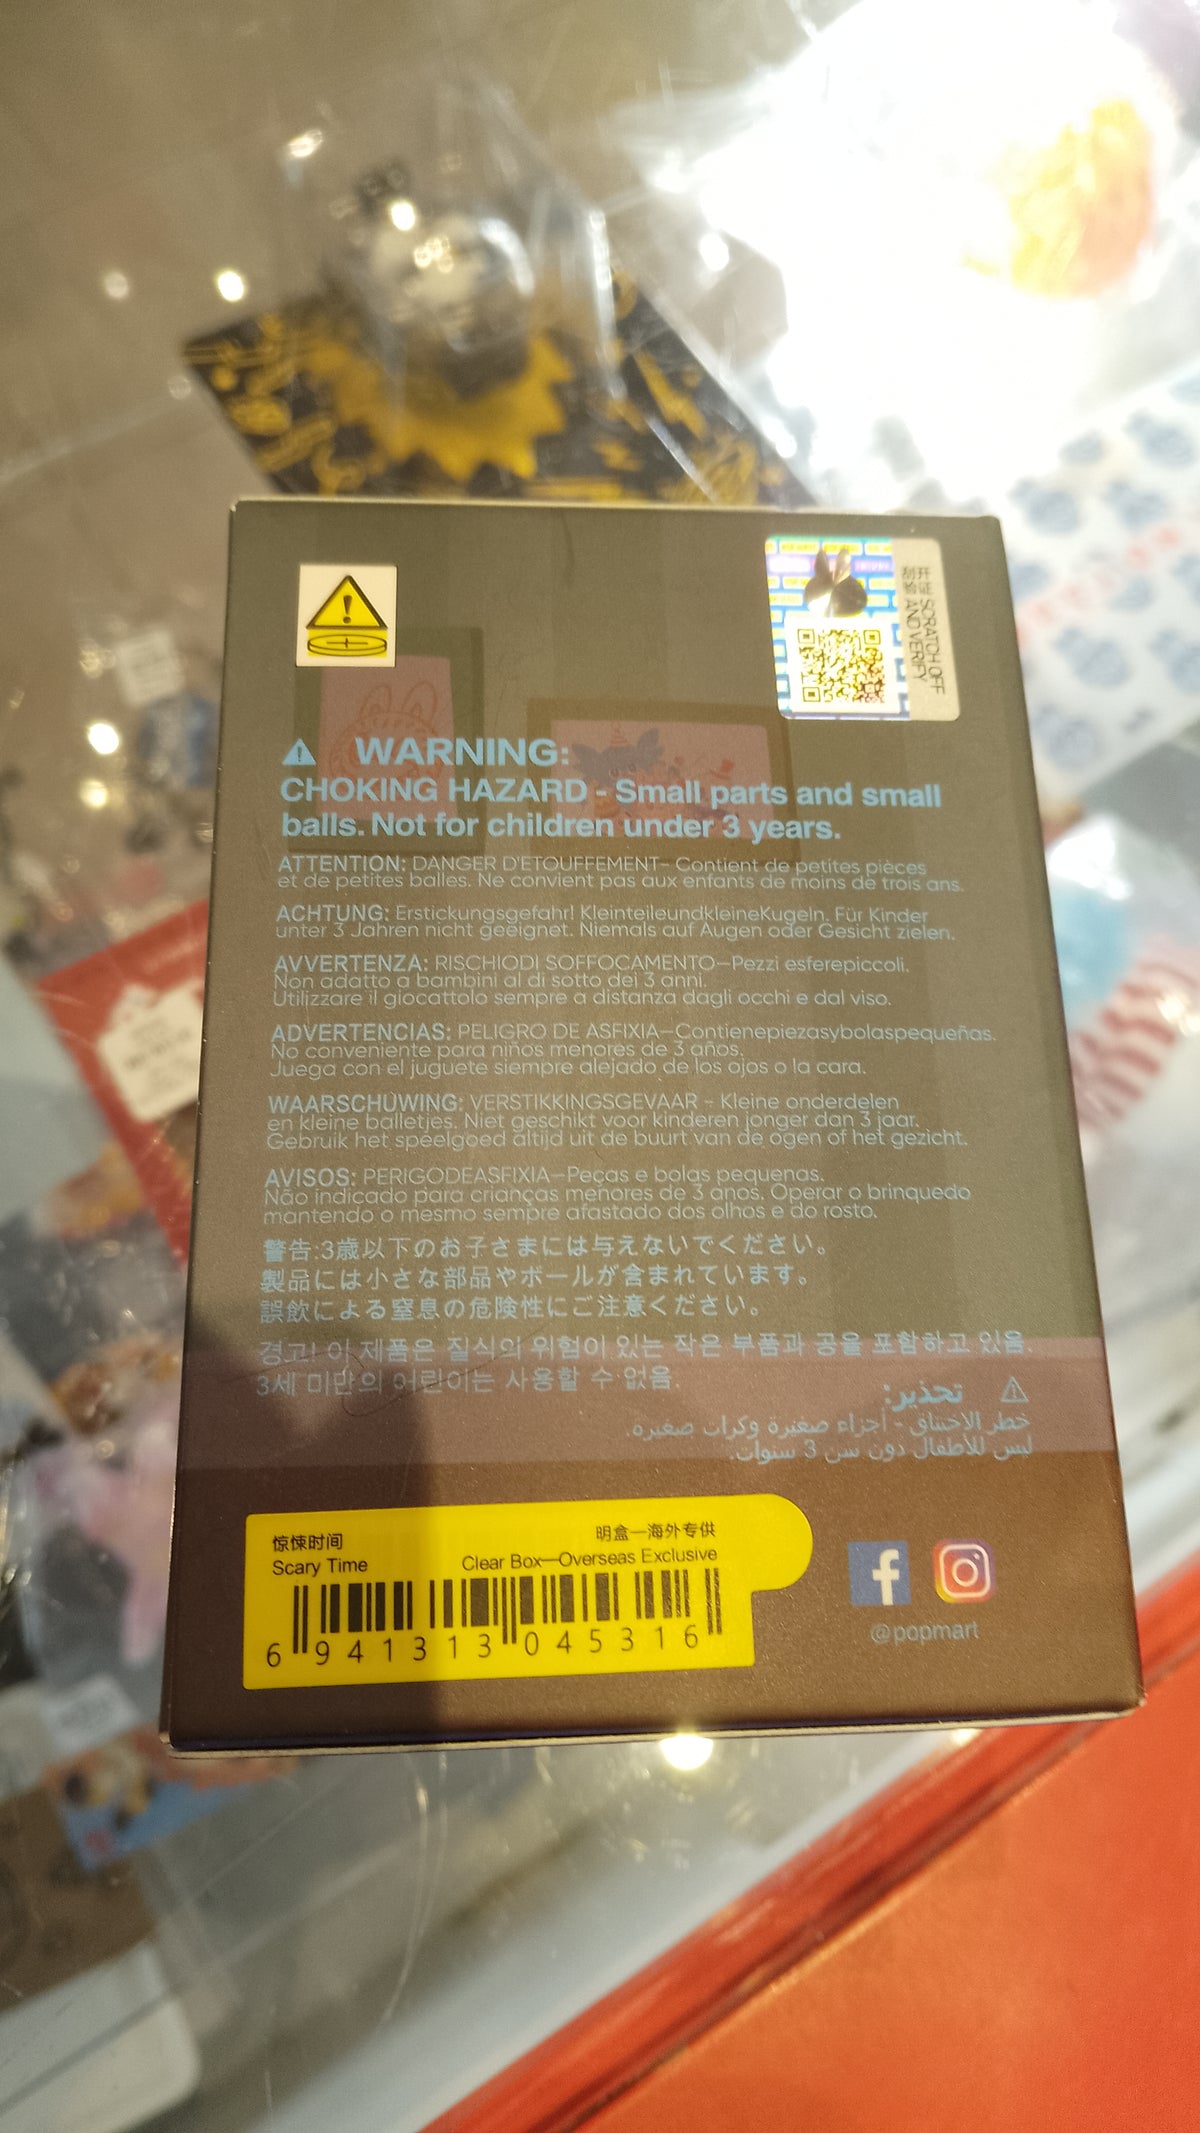 刮涂层 SCRATCH OFF
AND VERIFY
WARNING:
CHOKING HAZARD - Small parts and small
balls. Not for children under 3 years.
ATTENTION: DANGER D'ETOUFFEMENT- Contient de petites pièces
et de petites balles. Ne convient pas aux enfants de moins de trois ans.
ACHTUNG: Erstickungsgefahr! KleinteileundkleineKugeln. Für Kinder
unter 3 Jahren nicht geeignet. Niemals auf Augen oder Gesicht zielen.
AVVERTENZA: RISCHIODI SOFFOCAMENTO—Pezzi esferepiccoli.
Non adatto a bambini al di sotto dei 3 anni.
Utilizzare il giocattolo sempre a distanza dagli occhi e dal viso.
ADVERTENCIAS: PELIGRO DE ASFIXIA—Contienepiezasybolaspequeñas.
No conveniente para niños menores de 3 años.
Juega con el juguete siempre alejado de los ojos o la cara.
WAARSCHUWING: VERSTIKKINGSGEVAAR - Kleine onderdelen
en kleine balletjes. Niet geschikt voor kinderen jonger dan 3 jaar.
Gebruik het speelgoed altijd uit de buurt van de ogen of het gezicht.
AVISOS: PERIGODEASFIXIA—Peças e bolas pequenas.
Não indicado para crianças menores de 3 anos. Operar o brinquedo
mantendo o mesmo sempre afastado dos olhos e do rosto.
警告:3歳以下のお子さまには与えないでください。
製品には小さな部品やボールが含まれています。
誤飲による窒息の危険性にご注意ください。
경고! 이 제품은 질식의 위험이 있는 작은 부품과 공을 포함하고 있음.
3세 미만의 어린이는 사용할 수 없음.
تحذير:
خطر الاختناق - أجزاء صغيرة وكرات صغيرة.
ليس للأطفال دون سن 3 سنوات.
惊悚时间 明盒—海外专供
Scary Time Clear Box—Overseas Exclusive
6 941313 045316
@popmart